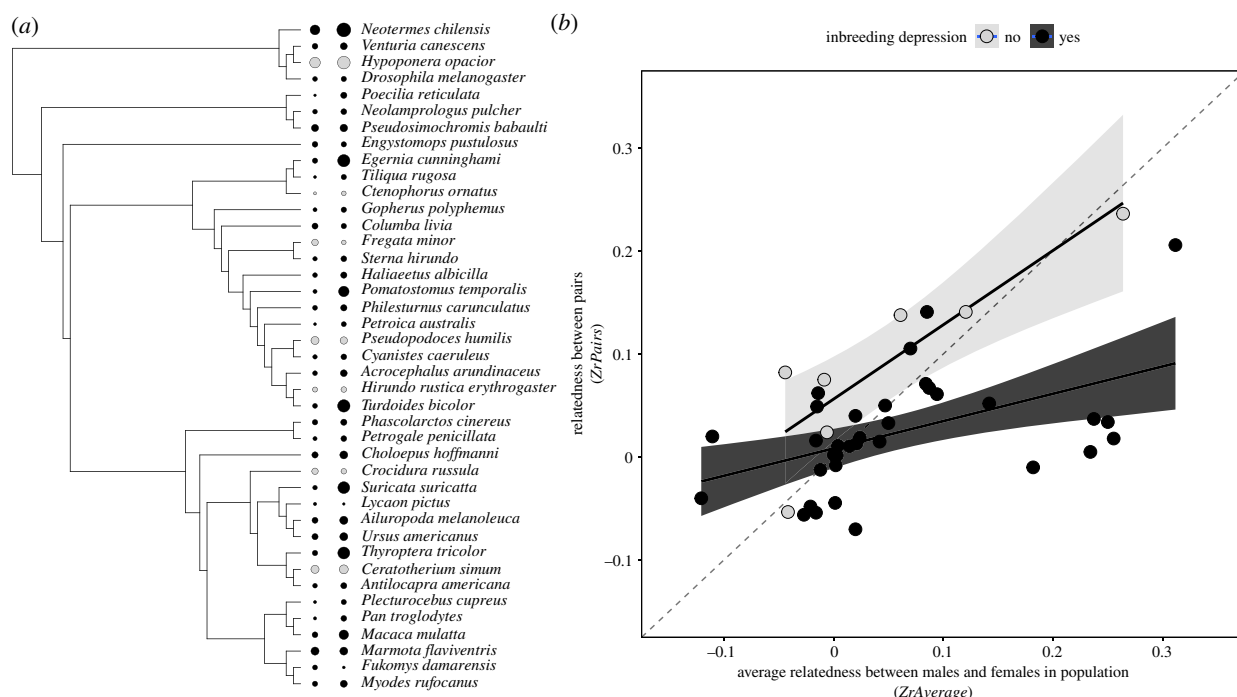 (a)
Neotermes chilensis
Venturia canescens
Hypoponera opacior
Drosophila melanogaster
Poecilia reticulata
Neolamprologus pulcher
Pseudosimochromis babaulti
Engystomops pustulosus
Egernia cunninghami
Tiliqua rugosa
Ctenophorus ornatus
Gopherus polyphemus
Columba livia
Fregata minor
Sterna hirundo
Haliaeetus albicilla
Pomatostomus temporalis
Philesturnus carunculatus
Petroica australis
Pseudopodoces humilis
Cyanistes caeruleus
Acrocephalus arundinaceus
Hirundo rustica erythrogaster
Turdoides bicolor
Phascolarctos cinereus
Petrogale penicillata
Choloepus hoffmanni
Crocidura russula
Suricata suricatta
Lycaon pictus
Ailuropoda melanoleuca
Ursus americanus
Thyroptera tricolor
Ceratotherium simum
Antilocapra americana
Plecturocebus cupreus
Pan troglodytes
Macaca mulatta
Marmota flaviventris
Fukomys damarensis
Myodes rufocanus
(b)
inbreeding depression no yes
relatedness between pairs
(ZrPairs)
0.3
0.2
0.1
0
–0.1
–0.1 0 0.1 0.2 0.3
average relatedness between males and females in population
(ZrAverage)